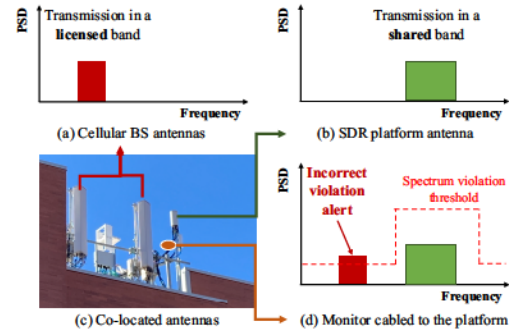 PSD
Transmission in a
licensed band
Frequency
(a) Cellular BS antennas
PSD
Transmission in a
shared band
Frequency
(b) SDR platform antenna
(c) Co-located antennas
PSD
Incorrect
violation
alert
Spectrum violation
threshold
Frequency
(d) Monitor cabled to the platform